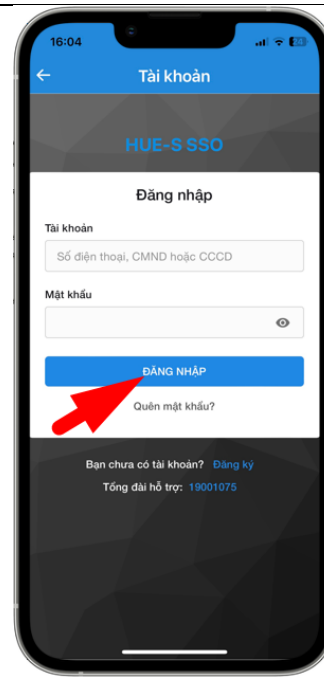 16:04
Tài khoản
HUE-S SSO
Đăng nhập
Tài khoản
Số điện thoại, CMND hoặc CCCD
Mật khẩu
ĐĂNG NHẬP
Quên mật khẩu?
Bạn chưa có tài khoản? Đăng ký
Tổng đài hỗ trợ: 19001075